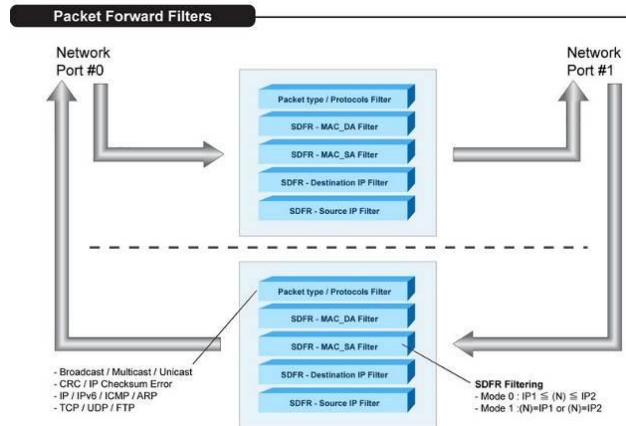 Packet Forward Filters
Network
Port #0
Network
Port #1
Packet type / Protocols Filter
SDFR - MAC_DA Filter
SDFR - MAC_SA Filter
SDFR - Destination IP Filter
SDFR - Source IP Filter
Packet type / Protocols Filter
SDFR - MAC_DA Filter
SDFR - MAC_SA Filter
SDFR - Destination IP Filter
SDFR - Source IP Filter
- Broadcast / Multicast / Unicast
- CRC / IP Checksum Error
- IP / IPv6 / ICMP / ARP
- TCP / UDP / FTP
SDFR Filtering
- Mode 0 : IP1 ≦ (N) ≦ IP2
- Mode 1 :(N)=IP1 or (N)=IP2